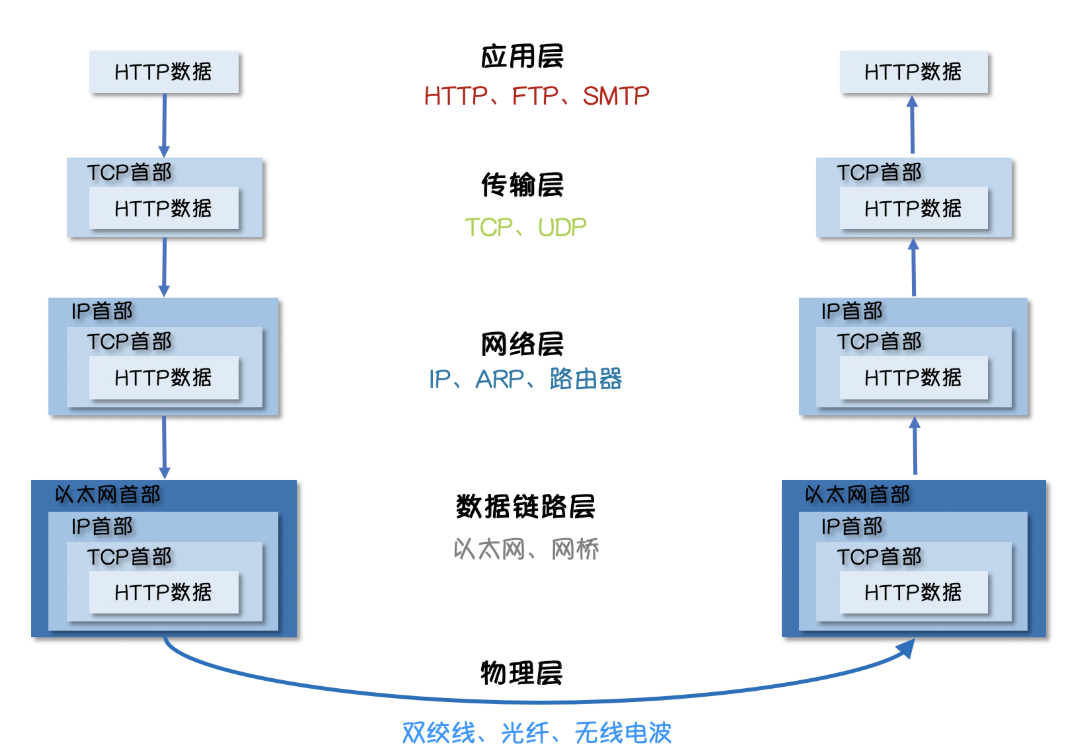 HTTP数据
应用层
HTTP、FTP、SMTP
HTTP数据
TCP首部
HTTP数据
传输层
TCP、UDP
TCP首部
HTTP数据
IP首部
TCP首部
HTTP数据
网络层
IP、ARP、路由器
IP首部
TCP首部
HTTP数据
以太网首部
IP首部
TCP首部
HTTP数据
数据链路层
以太网、网桥
以太网首部
IP首部
TCP首部
HTTP数据
物理层
双绞线、光纤、无线电波